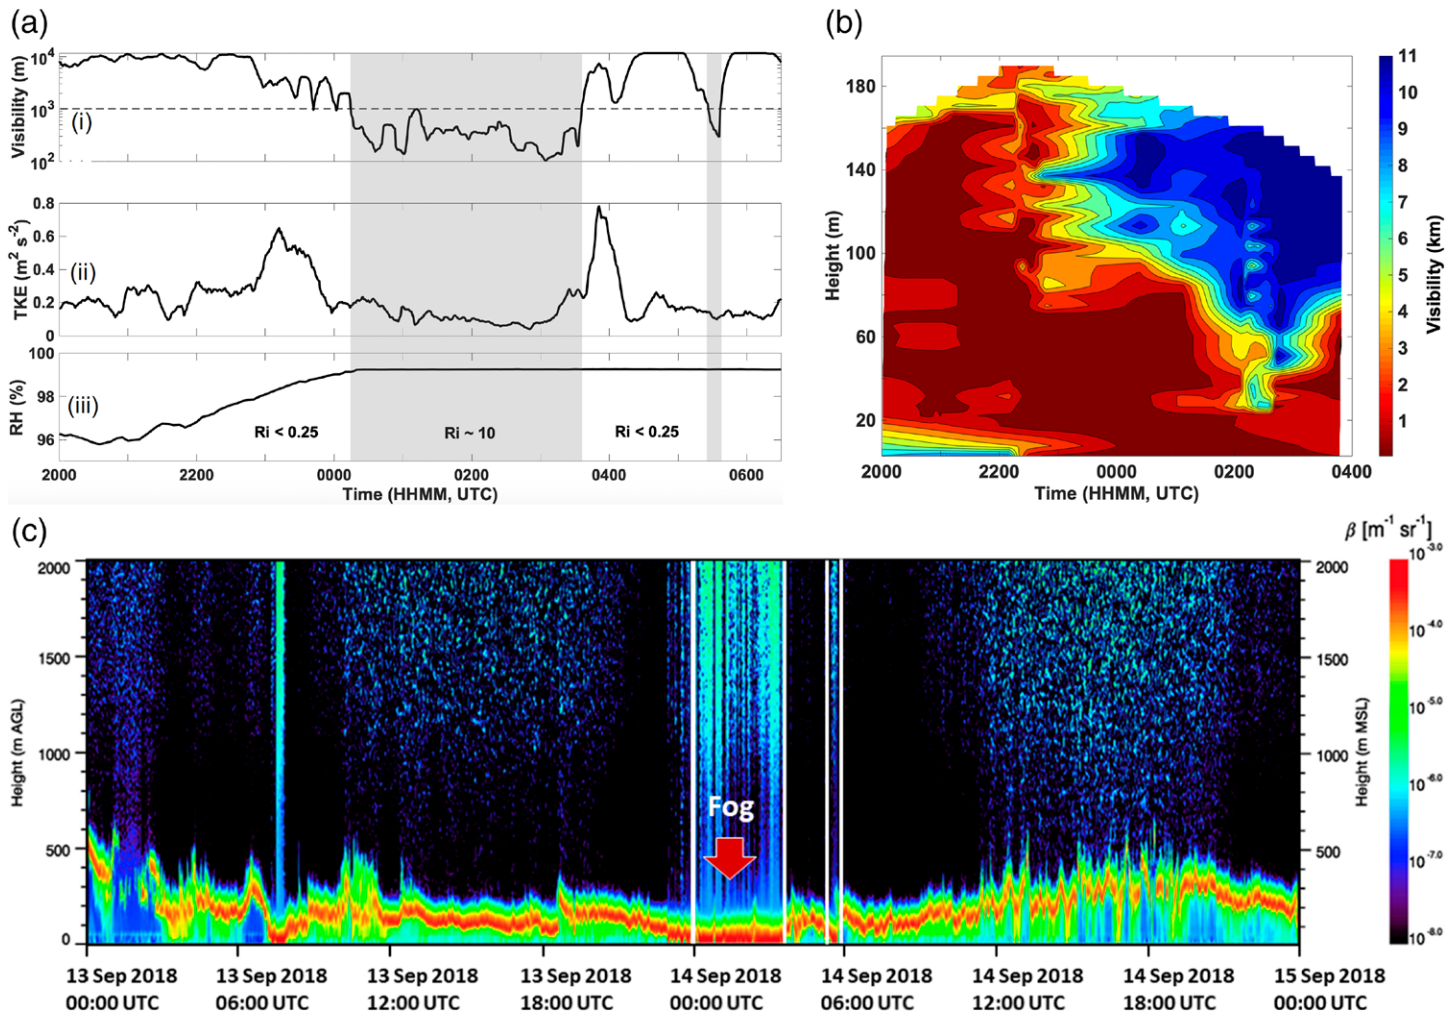 (a)
10⁴
10³
10²
Visibility (m)
(i)
0.8
0.6
0.4
0.2
0
TKE (m² s⁻²)
(ii)
100
98
96
RH (%)
(iii)
Ri < 0.25
Ri ~ 10
Ri < 0.25
2000 2200 0000 0200 0400 0600
Time (HHMM, UTC)
(b)
180
140
100
60
20
Height (m)
2000 2200 0000 0200 0400
Time (HHMM, UTC)
11
10
9
8
7
6
5
4
3
2
1
Visibility (km)
(c)
β [m⁻¹ sr⁻¹]
2000
1500
1000
500
0
Height (m AGL)
Fog
2000
1500
1000
500
Height (m MSL)
10⁻³·⁰
10⁻⁴·⁰
10⁻⁵·⁰
10⁻⁶·⁰
10⁻⁷·⁰
10⁻⁸·⁰
13 Sep 2018 13 Sep 2018 13 Sep 2018 13 Sep 2018 14 Sep 2018 14 Sep 2018 14 Sep 2018 14 Sep 2018 15 Sep 2018
00:00 UTC 06:00 UTC 12:00 UTC 18:00 UTC 00:00 UTC 06:00 UTC 12:00 UTC 18:00 UTC 00:00 UTC